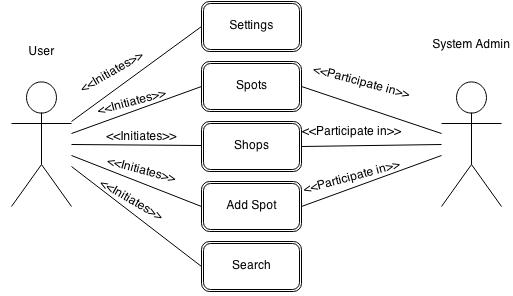 Settings
User
System Admin
<<Initiates>>
Spots
<<Participate in>>
<<Initiates>>
<<Initiates>>
Shops
<<Participate in>>
<<Initiates>>
Add Spot
<<Participate in>>
<<Initiates>>
Search